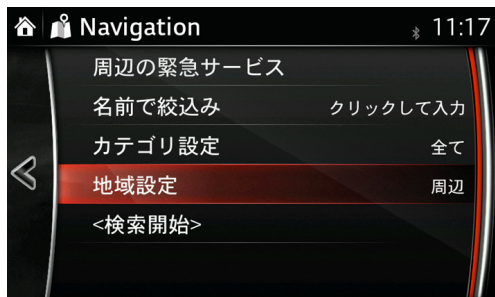 Navigation 11:17
周辺の緊急サービス
名前で絞込み クリックして入力
カテゴリ設定 全て
地域設定 周辺
<検索開始>